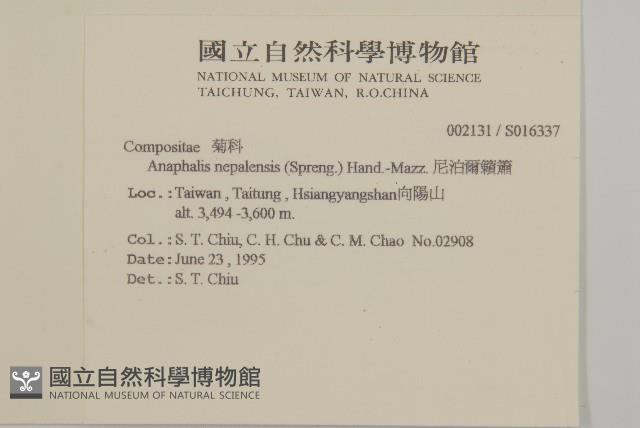 國立自然科學博物館
NATIONAL MUSEUM OF NATURAL SCIENCE
TAICHUNG, TAIWAN, R.O.CHINA
002131 / S016337
Compositae 菊科
Anaphalis nepalensis (Spreng.) Hand.-Mazz. 尼泊爾籟簫
Loc.:Taiwan , Taitung , Hsiangyangshan向陽山
alt. 3,494 -3,600 m.
Col.:S. T. Chiu, C. H. Chu & C. M. Chao No.02908
Date:June 23 , 1995
Det.:S. T. Chiu
國立自然科學博物館
NATIONAL MUSEUM OF NATURAL SCIENCE